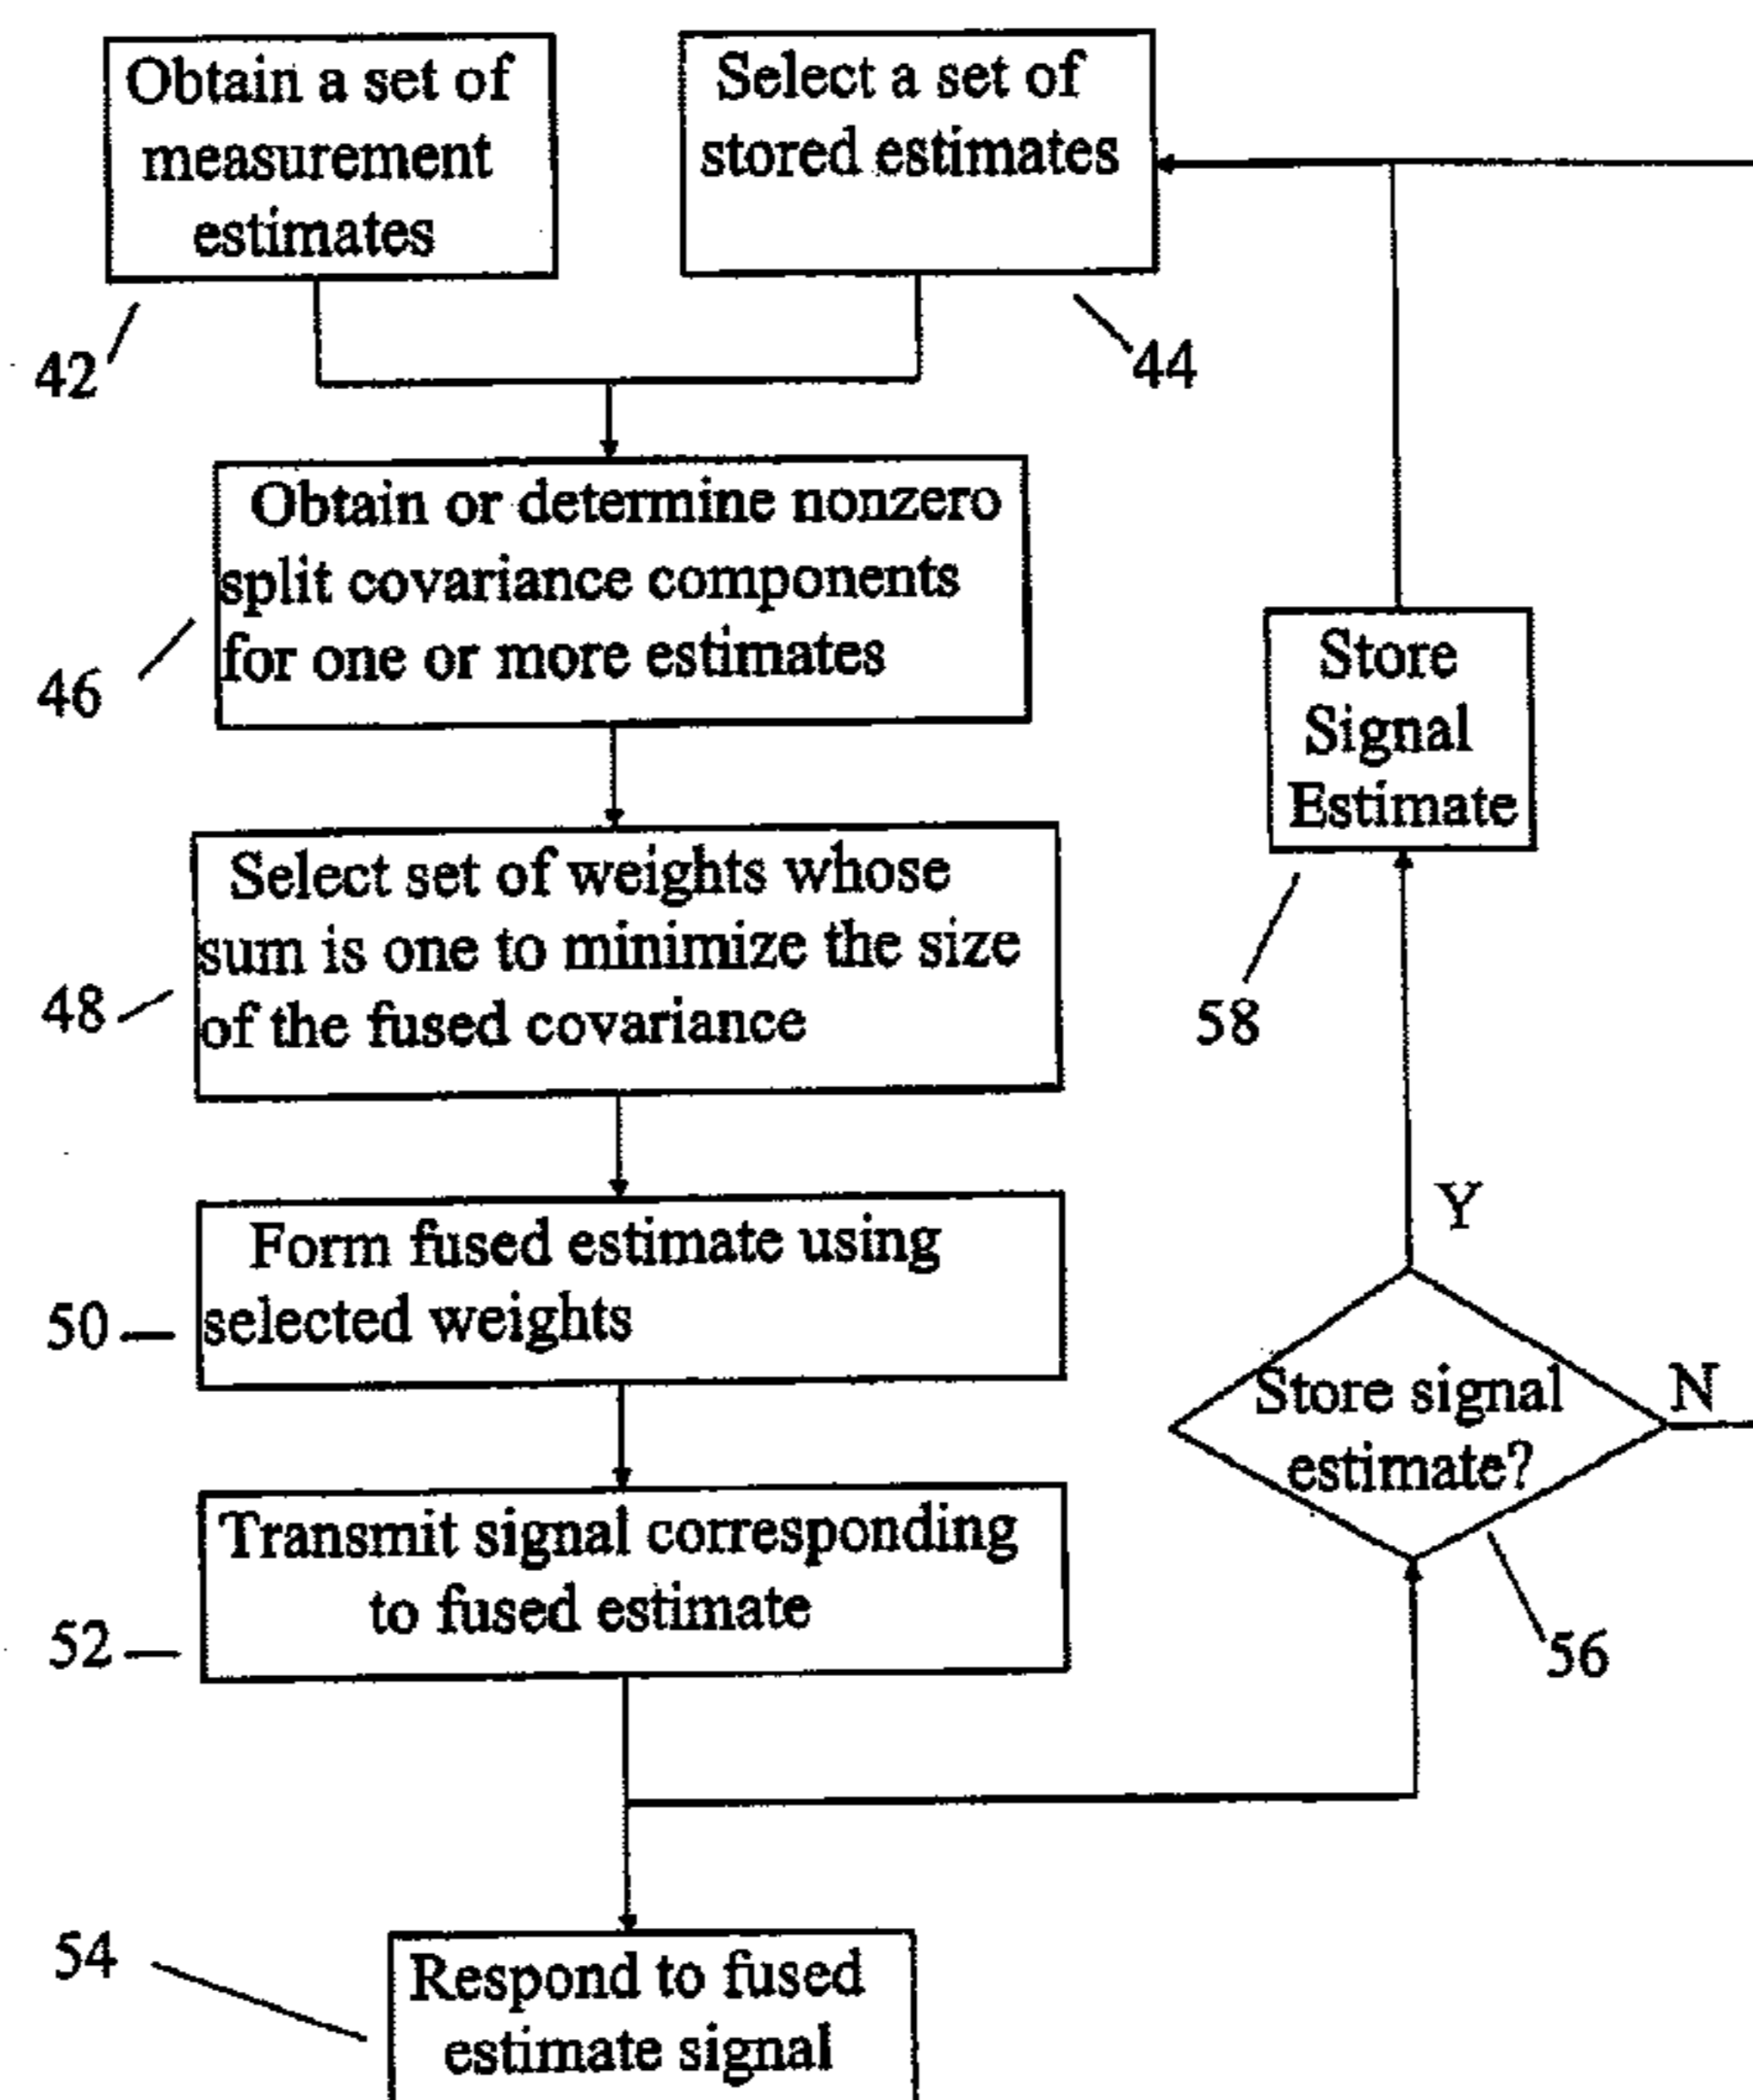 Obtain a set of
measurement
estimates
42
Select a set of
stored estimates
44
Obtain or determine nonzero
split covariance components
for one or more estimates
46
Select set of weights whose
sum is one to minimize the size
of the fused covariance
48
Form fused estimate using
selected weights
50
Transmit signal corresponding
to fused estimate
52
Respond to fused
estimate signal
54
Store signal
estimate?
56
Y
N
Store
Signal
Estimate
58